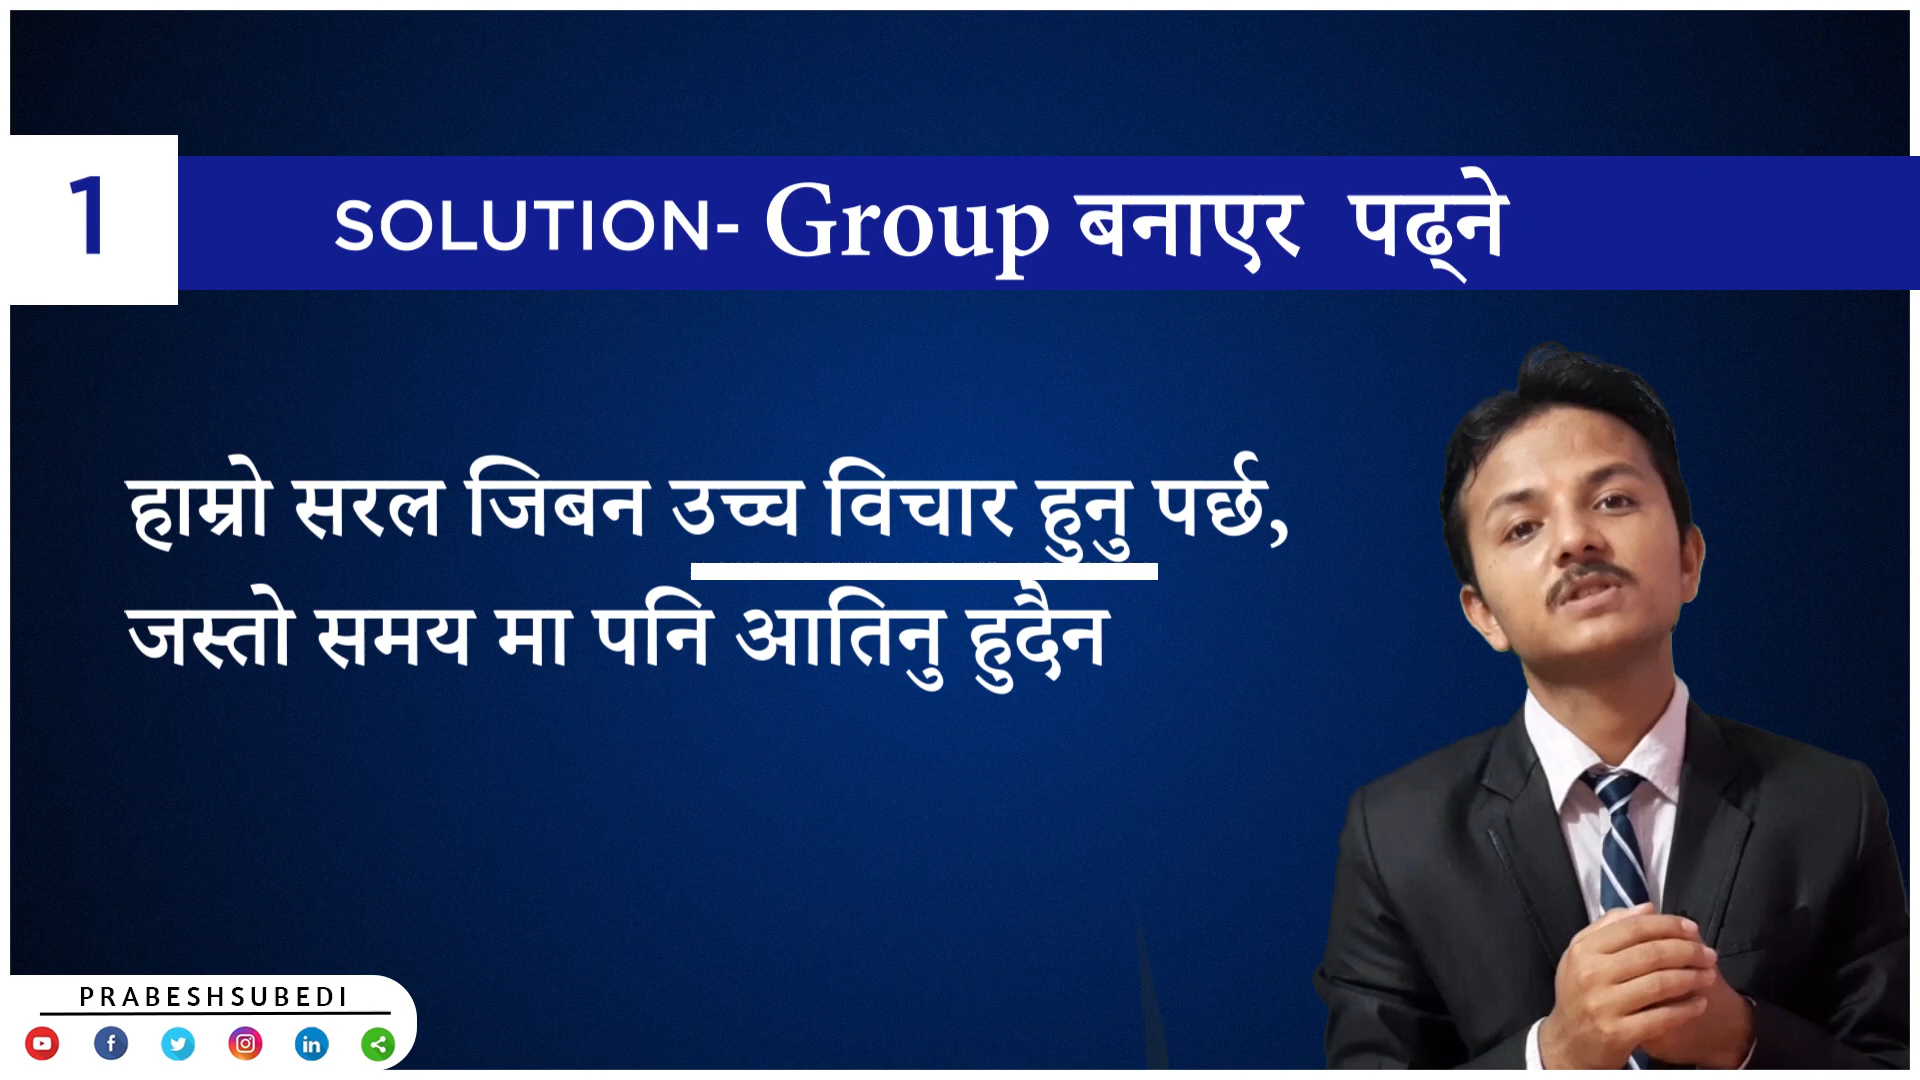 1
SOLUTION- Group बनाएर पढ्ने
हाम्रो सरल जिबन उच्च विचार हुनु पर्छ,
जस्तो समय मा पनि आतिनु हुदैन
PRABESHSUBEDI